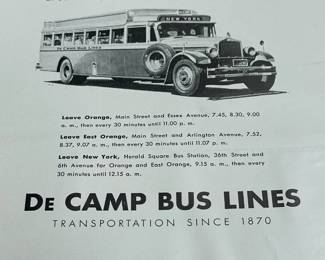 NEW YORK
DE CAMP BUS LINES
Leave Orange, Main Street and Essex Avenue, 7.45, 8.30, 9.00
a. m., then every 30 minutes until 11.00 p. m.
Leave East Orange, Main Street and Arlington Avenue, 7.52,
8.37, 9.07 a. m., then every 30 minutes until 11.07 p. m.
Leave New York, Herald Square Bus Station, 36th Street and
6th Avenue for Orange and East Orange, 9.15 a. m., then every
30 minutes until 12.15 a. m.
DE CAMP BUS LINES
TRANSPORTATION SINCE 1870